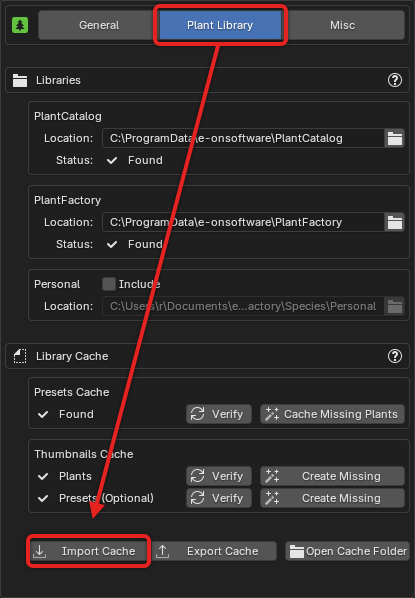 General Plant Library Misc
Libraries
PlantCatalog
Location: C:\ProgramData\e-onsoftware\PlantCatalog
Status: Found
PlantFactory
Location: C:\ProgramData\e-onsoftware\PlantFactory
Status: Found
Personal Include
Location: C:\Users\r\Documents\e...actory\Species\Personal
Library Cache
Presets Cache
Found Verify Cache Missing Plants
Thumbnails Cache
Plants Verify Create Missing
Presets (Optional) Verify Create Missing
Import Cache Export Cache Open Cache Folder